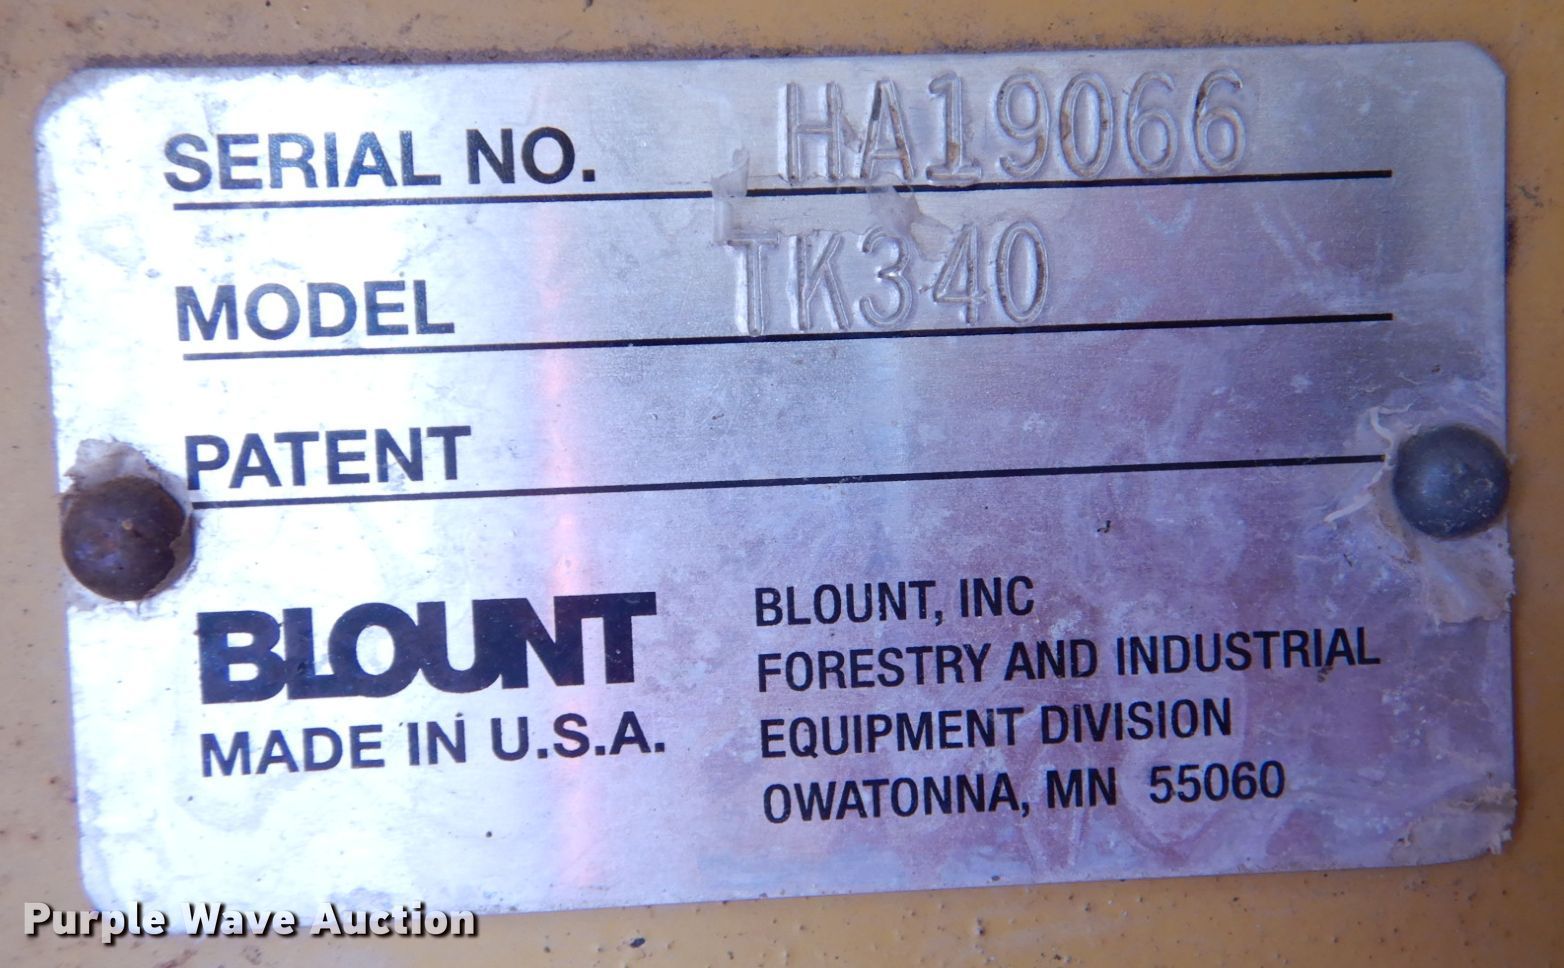 SERIAL NO. HA19066
MODEL TK340
PATENT
BLOUNT
MADE IN U.S.A.
BLOUNT, INC
FORESTRY AND INDUSTRIAL
EQUIPMENT DIVISION
OWATONNA, MN 55060
Purple Wave Auction